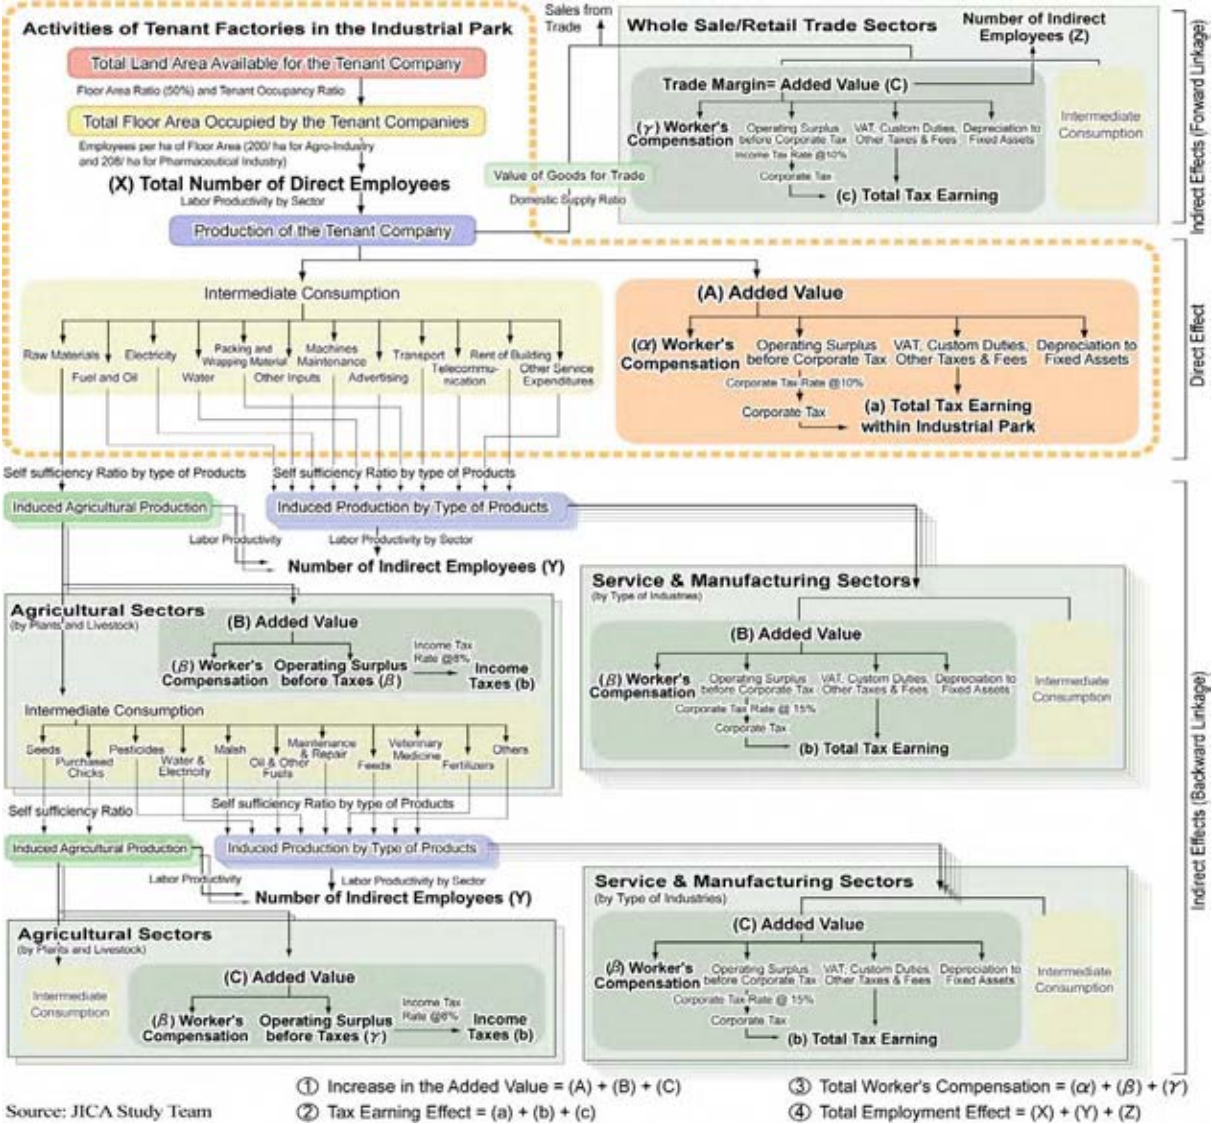 Activities of Tenant Factories in the Industrial Park
Total Land Area Available for the Tenant Company
Floor Area Ratio (50%) and Tenant Occupancy Ratio
Total Floor Area Occupied by the Tenant Companies
Employees per ha of Floor Area (200/ ha for Agro-Industry
and 208/ ha for Pharmaceutical Industry)
(X) Total Number of Direct Employees
Labor Productivity by Sector
Production of the Tenant Company
Sales from
Trade
Value of Goods for Trade
Domestic Supply Ratio
Whole Sale/Retail Trade Sectors
Number of Indirect
Employees (Z)
Trade Margin= Added Value (C)
(γ) Worker's
Compensation
Operating Surplus
before Corporate Tax
Income Tax Rate @10%
Corporate Tax
VAT, Custom Duties,
Other Taxes & Fees
Depreciation to
Fixed Assets
(c) Total Tax Earning
Intermediate
Consumption
Indirect Effects (Forward Linkage)
Intermediate Consumption
Raw Materials
Fuel and Oil
Electricity
Water
Packing and
Wrapping Material
Other Inputs
Machines
Maintenance
Advertising
Transport
Telecommu-
nication
Rent of Building
Other Service
Expenditures
(A) Added Value
(α) Worker's
Compensation
Operating Surplus
before Corporate Tax
Corporate Tax Rate @10%
Corporate Tax
VAT, Custom Duties,
Other Taxes & Fees
Depreciation to
Fixed Assets
(a) Total Tax Earning
within Industrial Park
Direct Effect
Self sufficiency Ratio by type of Products
Self sufficiency Ratio by type of Products
Induced Agricultural Production
Induced Production by Type of Products
Labor Productivity
Labor Productivity by Sector
Number of Indirect Employees (Y)
Agricultural Sectors
(by Plants and Livestock)
(B) Added Value
(β) Worker's
Compensation
Operating Surplus
before Taxes (β)
Income Tax
Rate @8%
Income
Taxes (b)
Intermediate Consumption
Seeds
Purchased
Chicks
Pesticides
Water &
Electricity
Malsh
Oil & Other
Fuels
Maintenance
& Repair
Feeds
Veterinary
Medicine
Fertilizers
Others
Service & Manufacturing Sectors
(by Type of Industries)
(B) Added Value
(β) Worker's
Compensation
Operating Surplus
before Corporate Tax
Corporate Tax Rate @ 15%
Corporate Tax
VAT, Custom Duties,
Other Taxes & Fees
Depreciation to
Fixed Assets
(b) Total Tax Earning
Intermediate
Consumption
Indirect Effects (Backward Linkage)
Self sufficiency Ratio
Self sufficiency Ratio by type of Products
Induced Agricultural Production
Induced Production by Type of Products
Labor Productivity
Labor Productivity by Sector
Number of Indirect Employees (Y)
Agricultural Sectors
(by Plants and Livestock)
Intermediate
Consumption
(C) Added Value
(β) Worker's
Compensation
Operating Surplus
before Taxes (γ)
Income Tax
Rate @8%
Income
Taxes (b)
Service & Manufacturing Sectors
(by Type of Industries)
(C) Added Value
(β) Worker's
Compensation
Operating Surplus
before Corporate Tax
Corporate Tax Rate @ 15%
Corporate Tax
VAT, Custom Duties,
Other Taxes & Fees
Depreciation to
Fixed Assets
(b) Total Tax Earning
Intermediate
Consumption
① Increase in the Added Value = (A) + (B) + (C)
② Tax Earning Effect = (a) + (b) + (c)
③ Total Worker's Compensation = (α) + (β) + (γ)
④ Total Employment Effect = (X) + (Y) + (Z)
Source: JICA Study Team